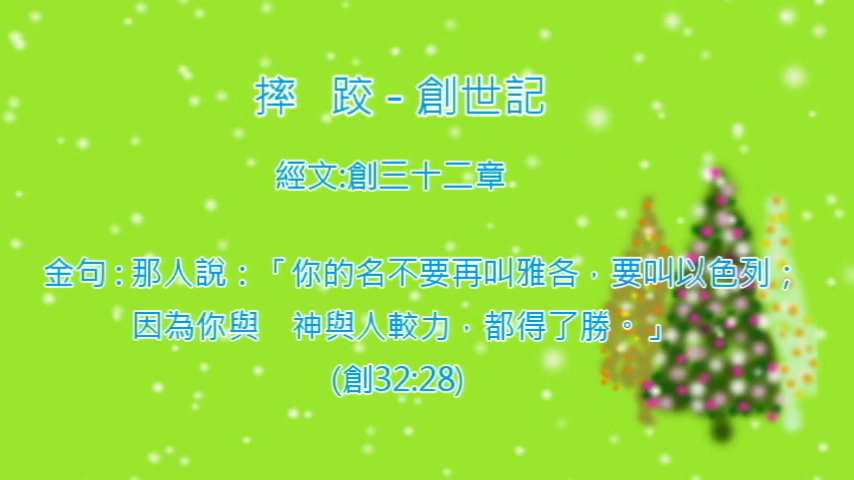 摔 跤 - 創世記
經文:創三十二章
金句 : 那人說：「你的名不要再叫雅各，要叫以色列；
因為你與　神與人較力，都得了勝。」
(創32:28)